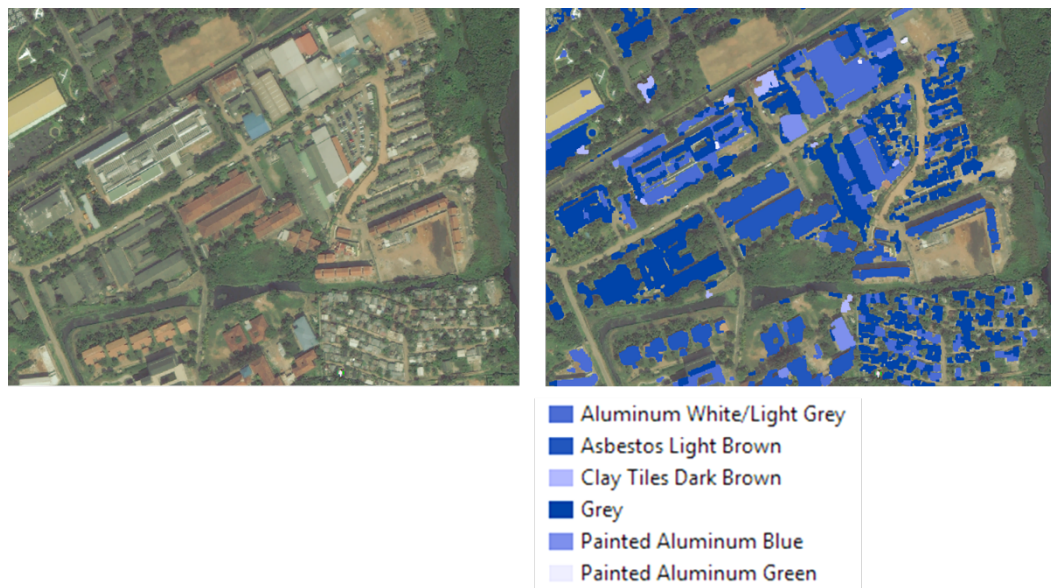 Aluminum White/Light Grey
Asbestos Light Brown
Clay Tiles Dark Brown
Grey
Painted Aluminum Blue
Painted Aluminum Green